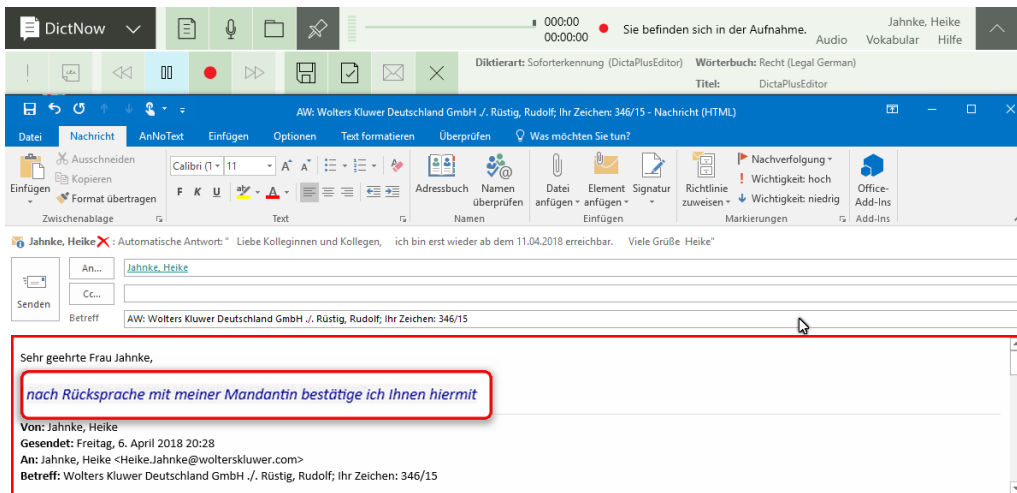 DictNow
000:00
00:00:00
Sie befinden sich in der Aufnahme.
Audio
Jahnke, Heike
Vokabular Hilfe
Diktierart: Soforterkennung (DictaPlusEditor)
Wörterbuch: Recht (Legal German)
Titel: DictaPlusEditor
AW: Wolters Kluwer Deutschland GmbH ./. Rüstig, Rudolf; Ihr Zeichen: 346/15 - Nachricht (HTML)
Datei Nachricht AnNoText Einfügen Optionen Text formatieren Überprüfen Was möchten Sie tun?
Einfügen
Ausschneiden
Kopieren
Format übertragen
Zwischenablage
Calibri (T 11
F K U
Text
Adressbuch
Namen
überprüfen
Namen
Datei
anfügen
Element
anfügen
Signatur
Einfügen
Richtlinie
zuweisen
Nachverfolgung
Wichtigkeit: hoch
Wichtigkeit: niedrig
Markierungen
Office-
Add-Ins
Add-Ins
Jahnke, Heike : Automatische Antwort: " Liebe Kolleginnen und Kollegen, ich bin erst wieder ab dem 11.04.2018 erreichbar. Viele Grüße Heike"
Senden
An... Jahnke, Heike
Cc...
Betreff AW: Wolters Kluwer Deutschland GmbH ./. Rüstig, Rudolf; Ihr Zeichen: 346/15
Sehr geehrte Frau Jahnke,
nach Rücksprache mit meiner Mandantin bestätige ich Ihnen hiermit
Von: Jahnke, Heike
Gesendet: Freitag, 6. April 2018 20:28
An: Jahnke, Heike <Heike.Jahnke@wolterskluwer.com>
Betreff: Wolters Kluwer Deutschland GmbH ./. Rüstig, Rudolf; Ihr Zeichen: 346/15